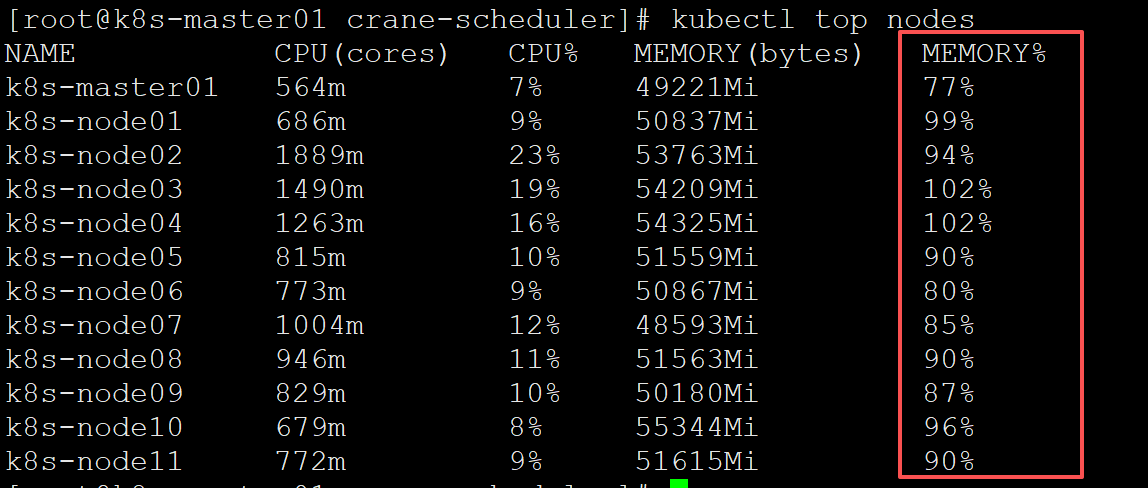 [root@k8s-master01 crane-scheduler]# kubectl top nodes
NAME CPU(cores) CPU% MEMORY(bytes) MEMORY%
k8s-master01 564m 7% 49221Mi 77%
k8s-node01 686m 9% 50837Mi 99%
k8s-node02 1889m 23% 53763Mi 94%
k8s-node03 1490m 19% 54209Mi 102%
k8s-node04 1263m 16% 54325Mi 102%
k8s-node05 815m 10% 51559Mi 90%
k8s-node06 773m 9% 50867Mi 80%
k8s-node07 1004m 12% 48593Mi 85%
k8s-node08 946m 11% 51563Mi 90%
k8s-node09 829m 10% 50180Mi 87%
k8s-node10 679m 8% 55344Mi 96%
k8s-node11 772m 9% 51615Mi 90%